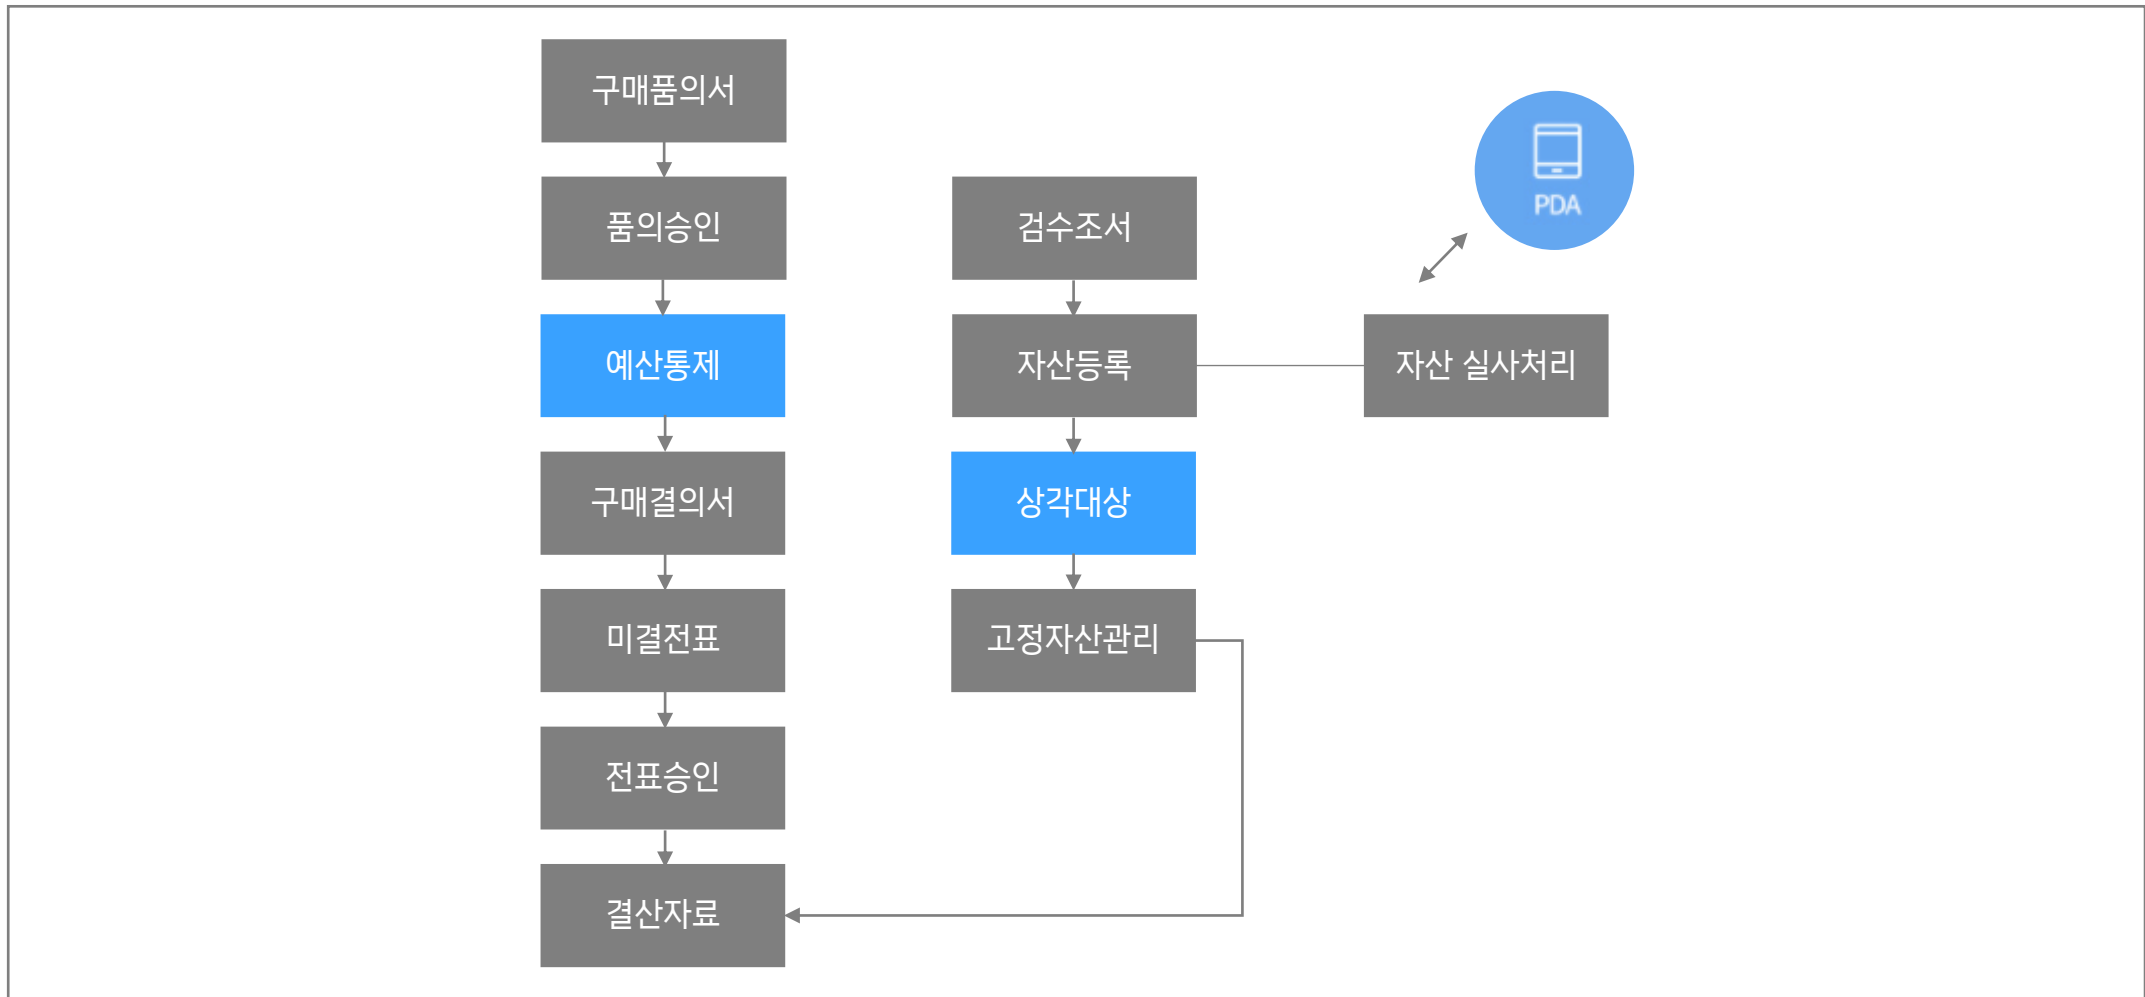 구매품의서
품의승인
예산통제
구매결의서
미결전표
전표승인
결산자료
검수조서
자산등록
상각대상
고정자산관리
PDA
자산 실사처리